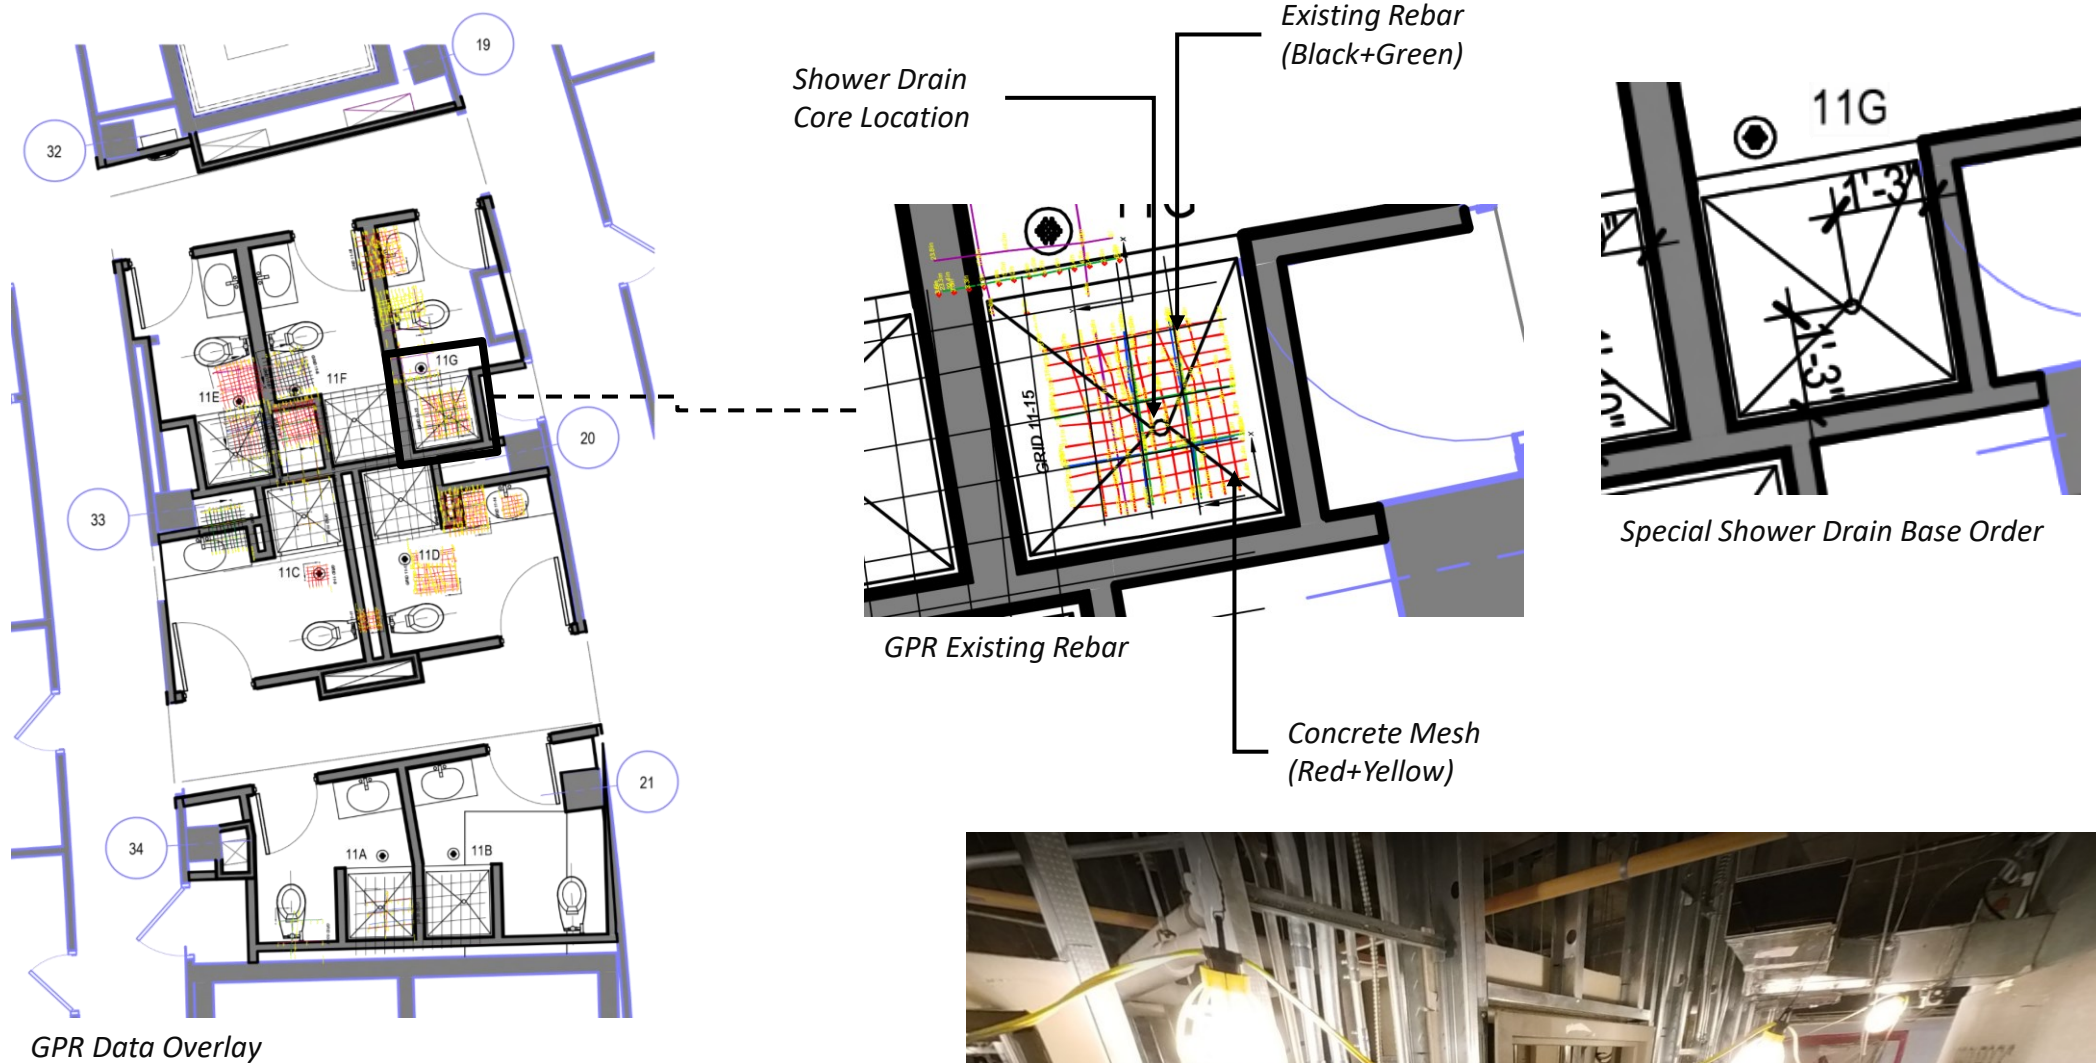 19
32
11G
11F
11E
20
33
11D
11C
21
34
11A
11B
GPR Data Overlay
Shower Drain
Core Location
Existing Rebar
(Black+Green)
GRID 11-15
GPR Existing Rebar
Concrete Mesh
(Red+Yellow)
11G
1'-3"
1'-3"
Special Shower Drain Base Order